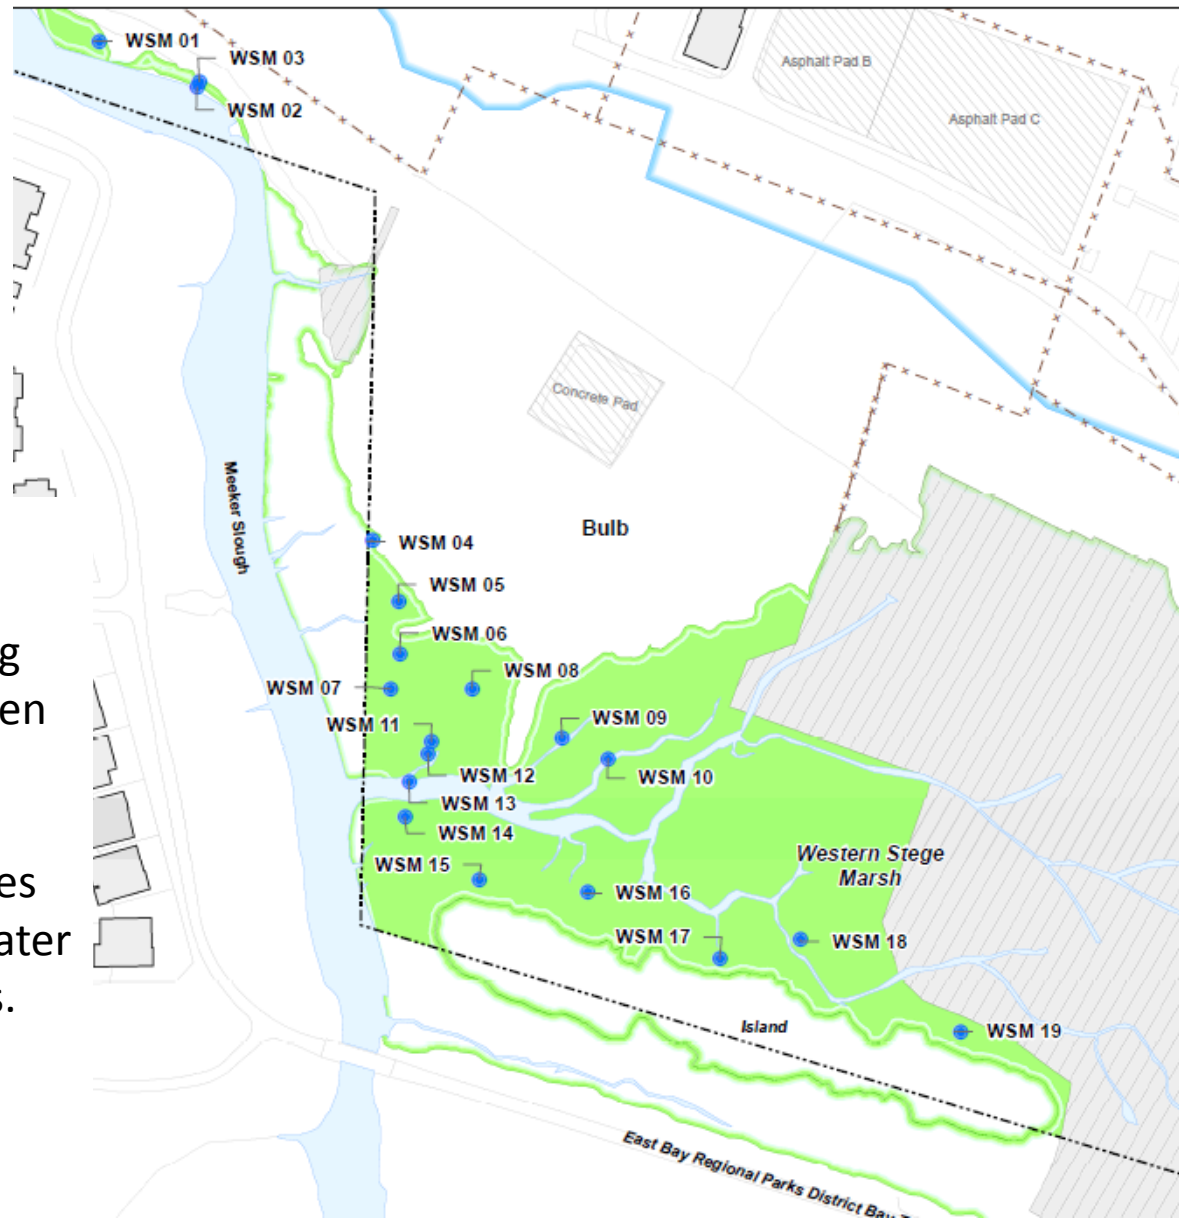 WSM 01
WSM 03
WSM 02
Asphalt Pad B
Asphalt Pad C
Concrete Pad
Meeker Slough
Bulb
WSM 04
WSM 05
WSM 06
WSM 07
WSM 08
WSM 11
WSM 09
WSM 12
WSM 10
WSM 13
WSM 14
WSM 15
WSM 16
Western Stege
Marsh
WSM 17
WSM 18
Island
WSM 19
East Bay Regional Parks District Bay